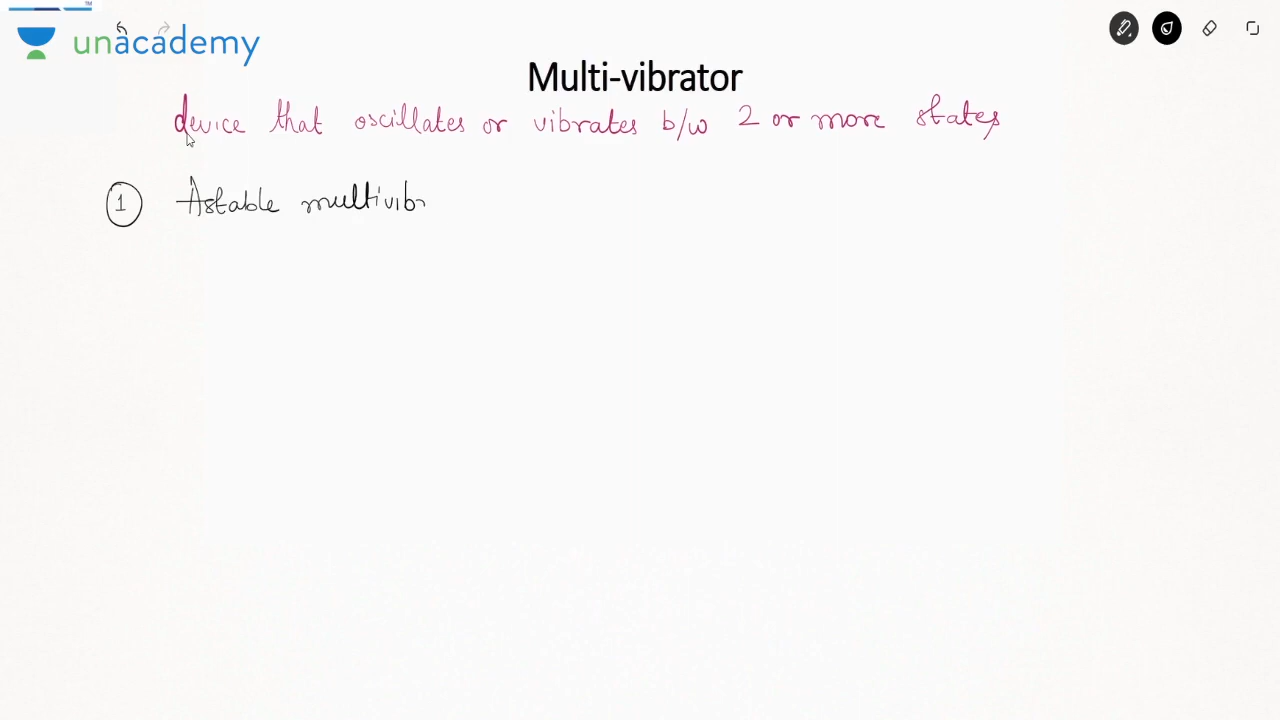 unacademy
Multi-vibrator
device that oscillates or vibrates b/w 2 or more states
1 Astable multivib